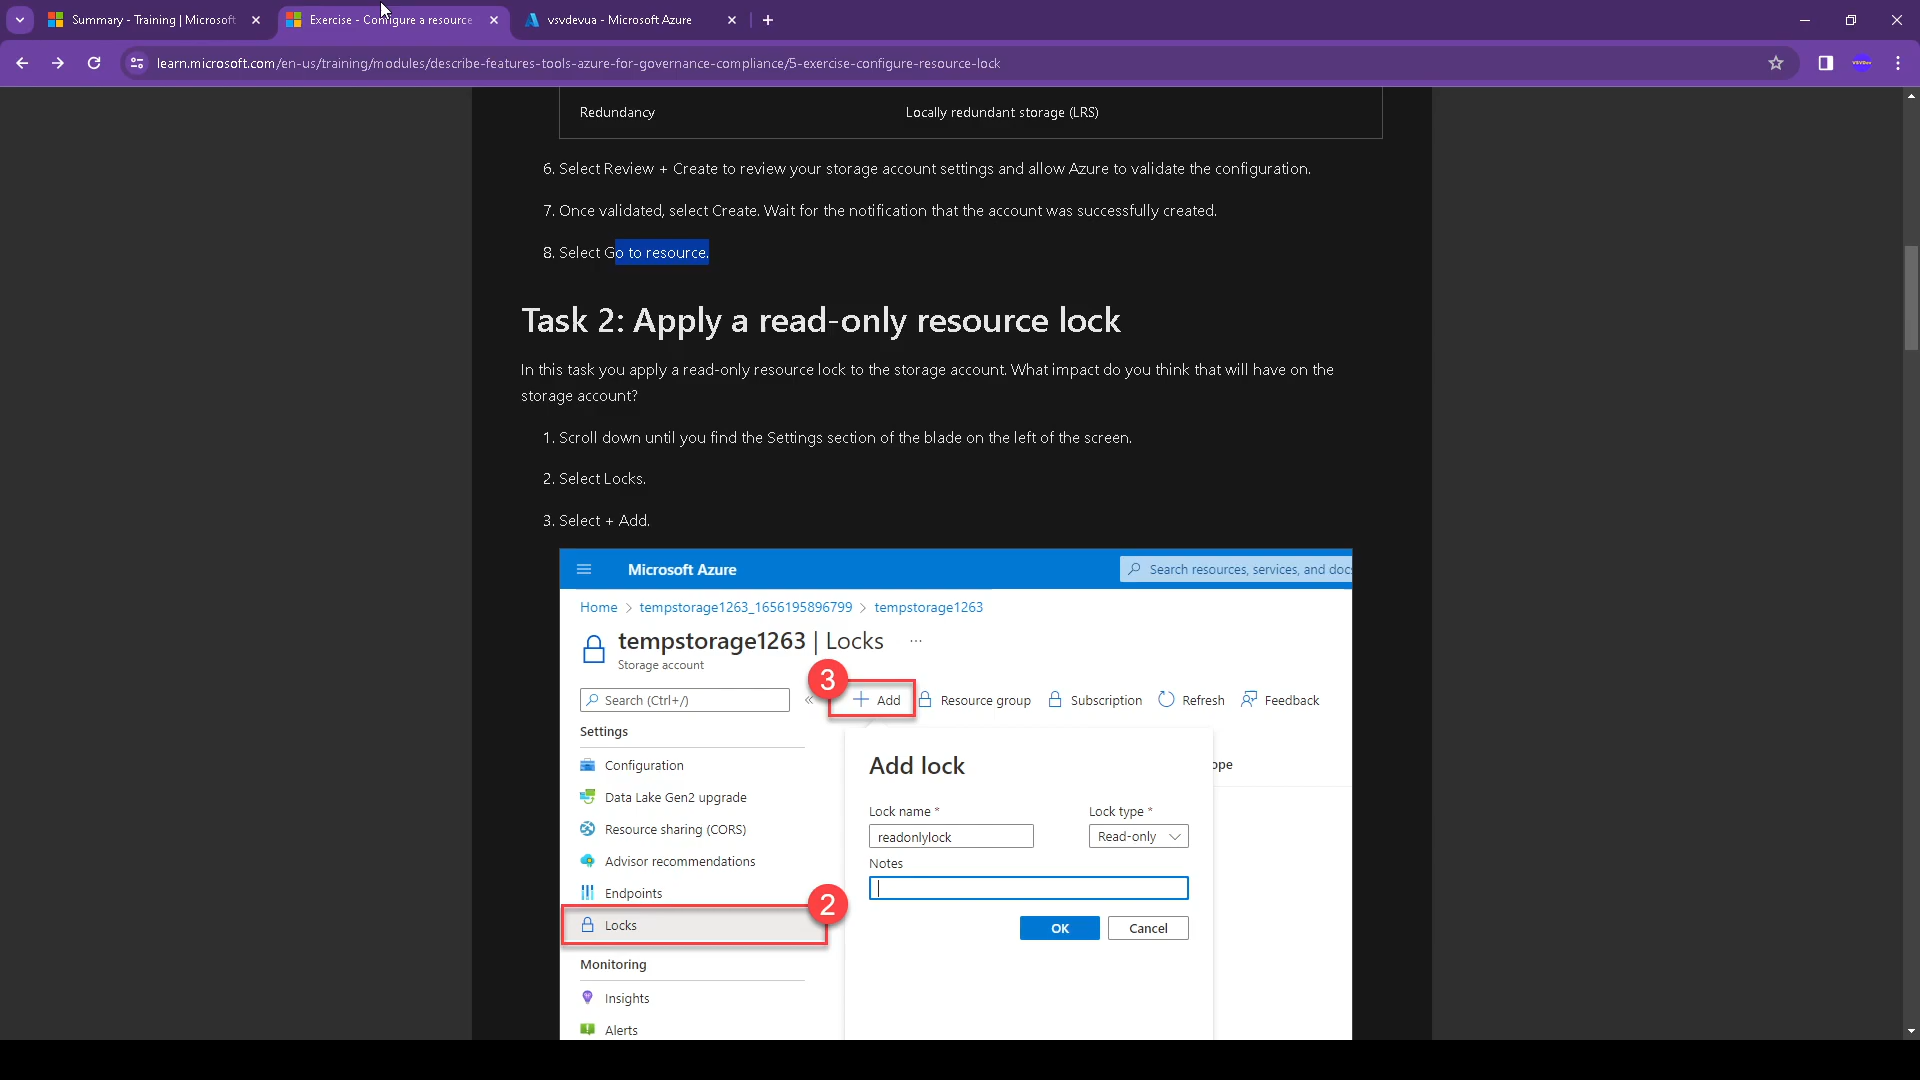 Summary - Training | Microsoft
Exercise - Configure a resource
vsvdevua - Microsoft Azure
learn.microsoft.com/en-us/training/modules/describe-features-tools-azure-for-governance-compliance/5-exercise-configure-resource-lock
Redundancy Locally redundant storage (LRS)
6. Select Review + Create to review your storage account settings and allow Azure to validate the configuration.
7. Once validated, select Create. Wait for the notification that the account was successfully created.
8. Select Go to resource.
Task 2: Apply a read-only resource lock
In this task you apply a read-only resource lock to the storage account. What impact do you think that will have on the
storage account?
1. Scroll down until you find the Settings section of the blade on the left of the screen.
2. Select Locks.
3. Select + Add.
Microsoft Azure
Search resources, services, and docs
Home > tempstorage1263_1656195896799 > tempstorage1263
tempstorage1263 | Locks ...
Storage account
3
Search (Ctrl+/) « + Add Resource group Subscription Refresh Feedback
Settings
Configuration
Data Lake Gen2 upgrade
Resource sharing (CORS)
Advisor recommendations
Endpoints
2
Locks
Monitoring
Insights
Alerts
Add lock
ope
Lock name * Lock type *
readonlylock Read-only
Notes
OK Cancel